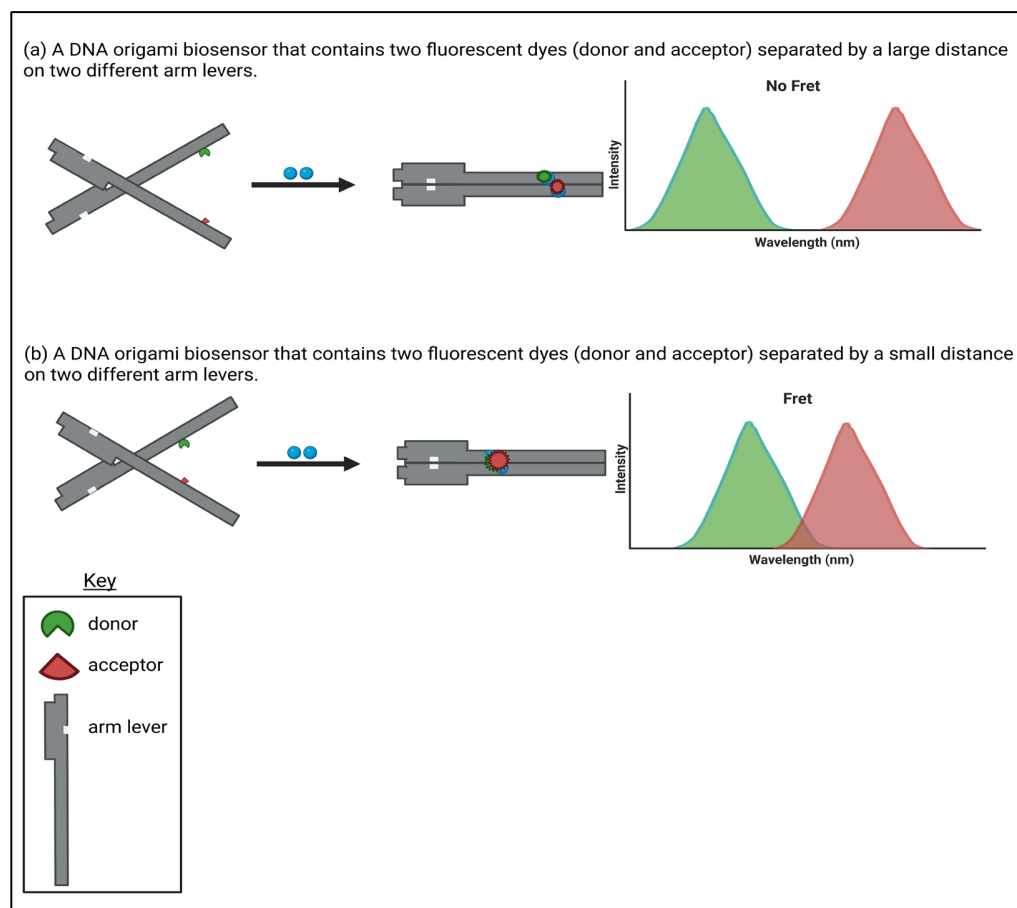 (a) A DNA origami biosensor that contains two fluorescent dyes (donor and acceptor) separated by a large distance
on two different arm levers.
No Fret
Intensity
Wavelength (nm)
(b) A DNA origami biosensor that contains two fluorescent dyes (donor and acceptor) separated by a small distance
on two different arm levers.
Fret
Intensity
Wavelength (nm)
Key
donor
acceptor
arm lever